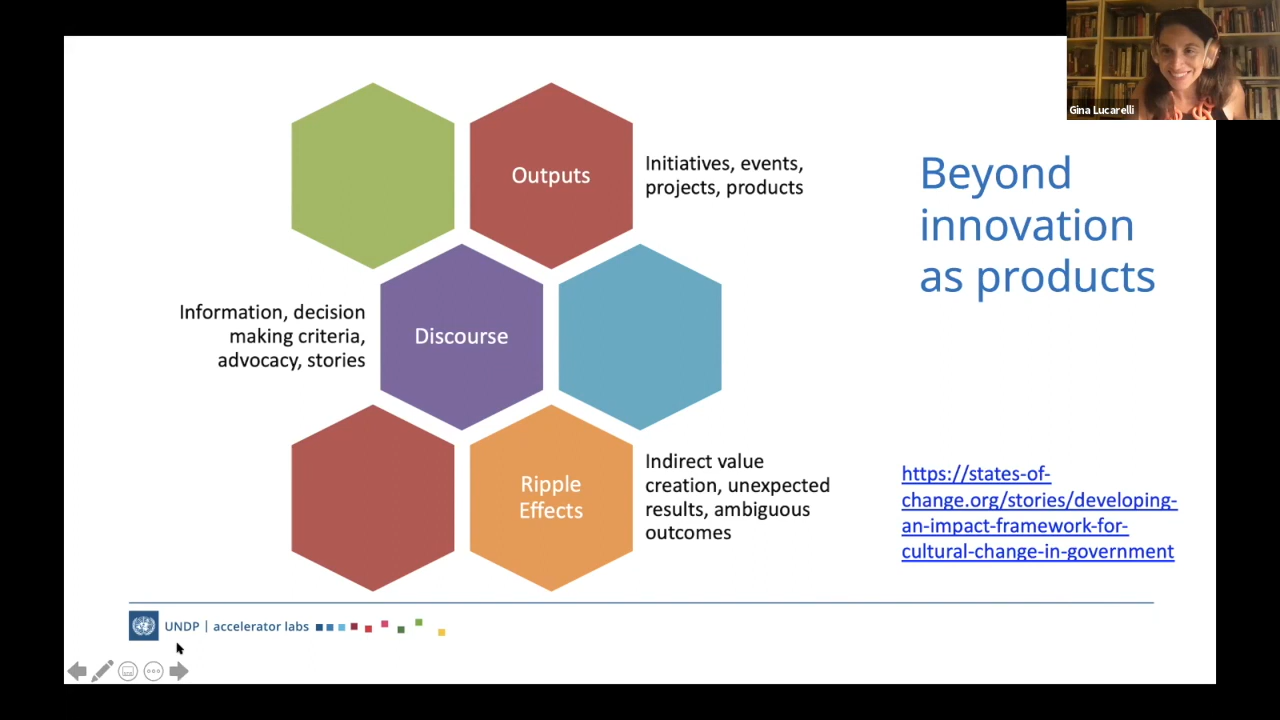 Gina Lucarelli
Beyond
innovation
as products
Outputs
Initiatives, events,
projects, products
Information, decision
making criteria,
advocacy, stories
Discourse
Ripple
Effects
Indirect value
creation, unexpected
results, ambiguous
outcomes
https://states-of-
change.org/stories/developing-
an-impact-framework-for-
cultural-change-in-government
UNDP | accelerator labs